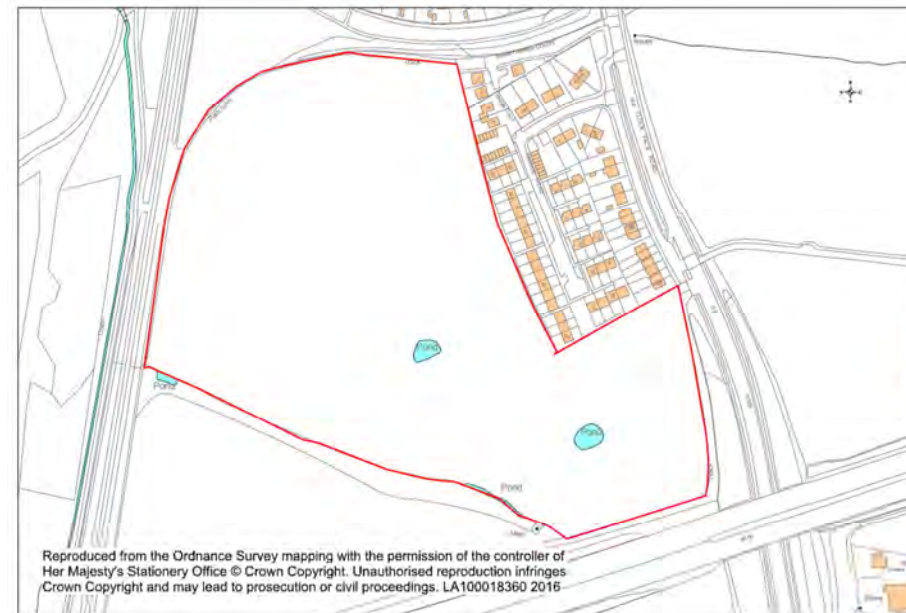 Pond
Pond
Pond
Pond
Reproduced from the Ordnance Survey mapping with the permission of the controller of
Her Majesty's Stationery Office © Crown Copyright. Unauthorised reproduction infringes
Crown Copyright and may lead to prosecution or civil proceedings. LA100018360 2016